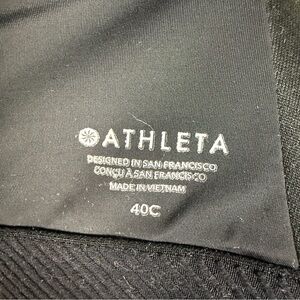 ATHLETA
DESIGNED IN SAN FRANCISCO
CONÇU À SAN FRANCISCO
MADE IN VIETNAM
40C